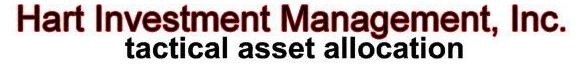 Hart Investment Management, Inc.
tactical asset allocation